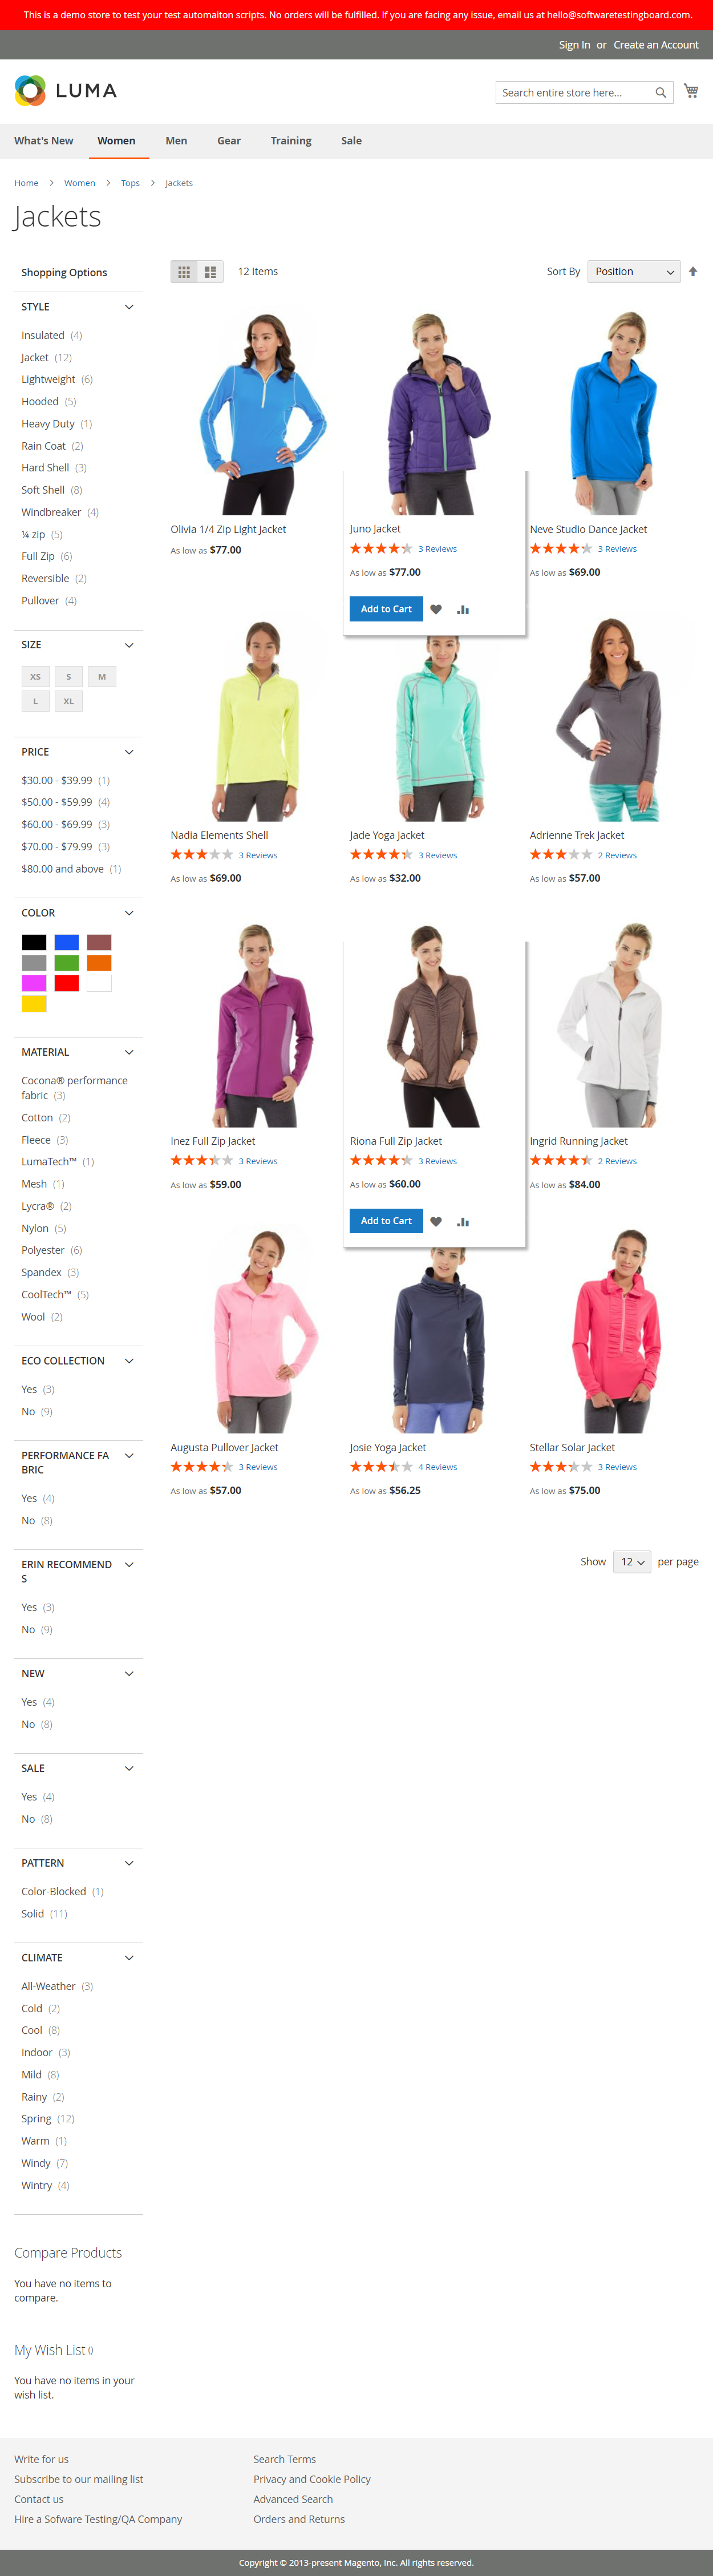 This is a demo store to test your test automaiton scripts. No orders will be fulfilled. If you are facing any issue, email us at hello@softwaretestingboard.com.
Sign In or Create an Account
LUMA
Search entire store here...
What's New Women Men Gear Training Sale
Home > Women > Tops > Jackets
Jackets
Shopping Options
STYLE
Insulated (4)
Jacket (12)
Lightweight (6)
Hooded (5)
Heavy Duty (1)
Rain Coat (2)
Hard Shell (3)
Soft Shell (8)
Windbreaker (4)
¼ zip (5)
Full Zip (6)
Reversible (2)
Pullover (4)
SIZE
XS S M
L XL
PRICE
$30.00 - $39.99 (1)
$50.00 - $59.99 (4)
$60.00 - $69.99 (3)
$70.00 - $79.99 (3)
$80.00 and above (1)
COLOR
MATERIAL
Cocona® performance
fabric (3)
Cotton (2)
Fleece (3)
LumaTech™ (1)
Mesh (1)
Lycra® (2)
Nylon (5)
Polyester (6)
Spandex (3)
CoolTech™ (5)
Wool (2)
ECO COLLECTION
Yes (3)
No (9)
PERFORMANCE FA
BRIC
Yes (4)
No (8)
ERIN RECOMMEND
S
Yes (3)
No (9)
NEW
Yes (4)
No (8)
SALE
Yes (4)
No (8)
PATTERN
Color-Blocked (1)
Solid (11)
CLIMATE
All-Weather (3)
Cold (2)
Cool (8)
Indoor (3)
Mild (8)
Rainy (2)
Spring (12)
Warm (1)
Windy (7)
Wintry (4)
Compare Products
You have no items to
compare.
My Wish List ()
You have no items in your
wish list.
12 Items
Sort By Position
Olivia 1/4 Zip Light Jacket
As low as $77.00
Juno Jacket
3 Reviews
As low as $77.00
Add to Cart
Neve Studio Dance Jacket
3 Reviews
As low as $69.00
Nadia Elements Shell
3 Reviews
As low as $69.00
Jade Yoga Jacket
3 Reviews
As low as $32.00
Adrienne Trek Jacket
2 Reviews
As low as $57.00
Inez Full Zip Jacket
3 Reviews
As low as $59.00
Riona Full Zip Jacket
3 Reviews
As low as $60.00
Add to Cart
Ingrid Running Jacket
2 Reviews
As low as $84.00
Augusta Pullover Jacket
3 Reviews
As low as $57.00
Josie Yoga Jacket
4 Reviews
As low as $56.25
Stellar Solar Jacket
3 Reviews
As low as $75.00
Show 12 per page
Write for us
Subscribe to our mailing list
Contact us
Hire a Sofware Testing/QA Company
Search Terms
Privacy and Cookie Policy
Advanced Search
Orders and Returns
Copyright © 2013-present Magento, Inc. All rights reserved.